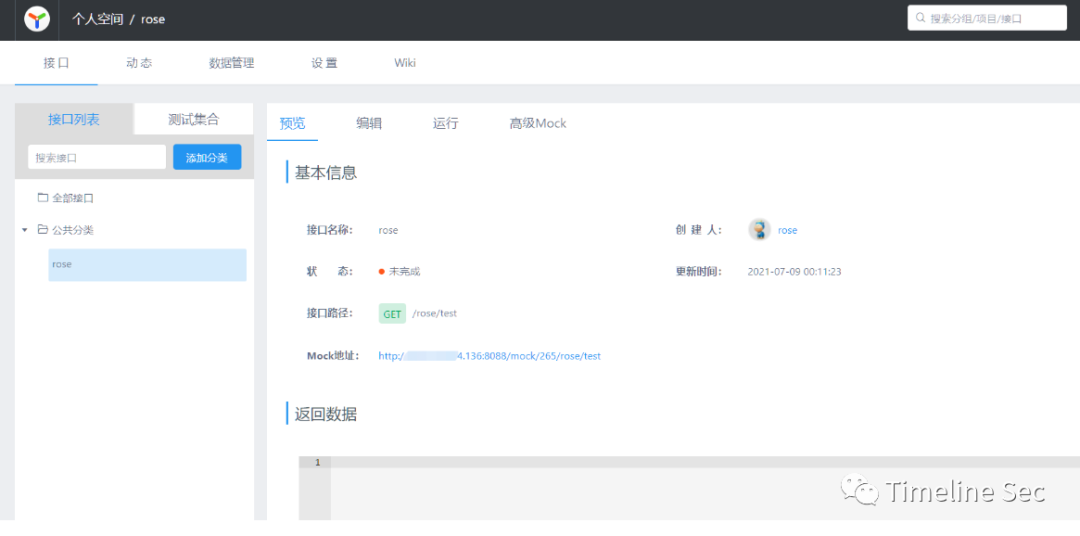 个人空间 / rose
搜索分组/项目/接口
接口 动态 数据管理 设置 Wiki
接口列表 测试集合
搜索接口 添加分类
全部接口
公共分类
rose
预览 编辑 运行 高级Mock
基本信息
接口名称： rose 创建人： rose
状态： 未完成 更新时间： 2021-07-09 00:11:23
接口路径： GET /rose/test
Mock地址： http:/ 4.136:8088/mock/265/rose/test
返回数据
1
Timeline Sec